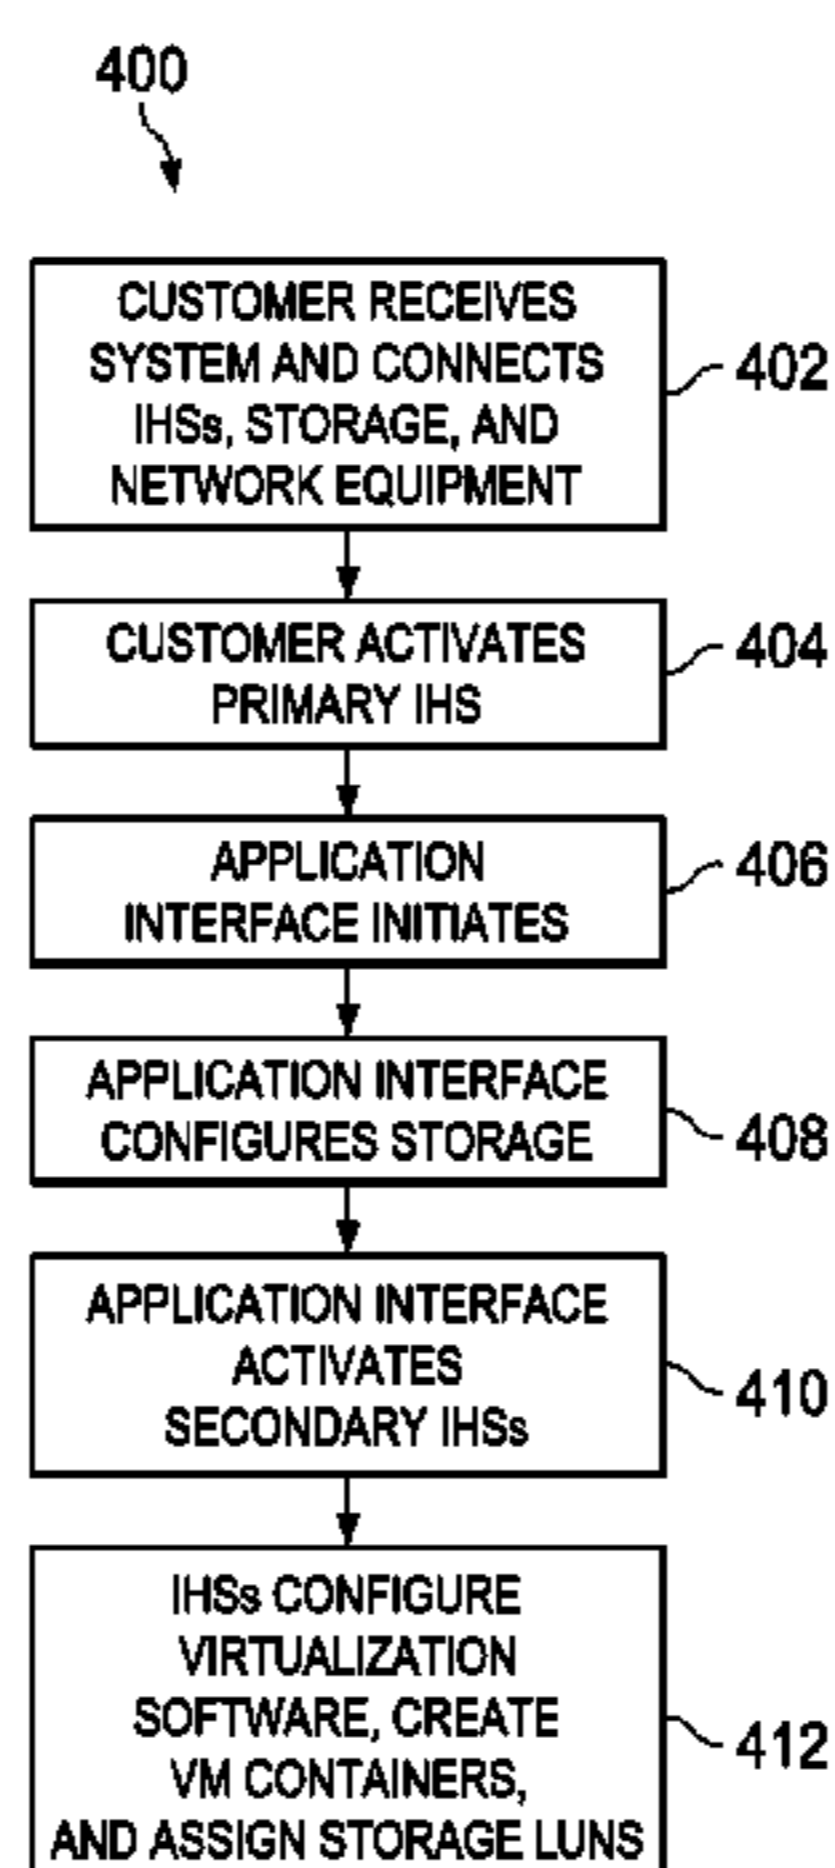 400
CUSTOMER RECEIVES
SYSTEM AND CONNECTS
IHSs, STORAGE, AND
NETWORK EQUIPMENT
402
CUSTOMER ACTIVATES
PRIMARY IHS
404
APPLICATION
INTERFACE INITIATES
406
APPLICATION INTERFACE
CONFIGURES STORAGE
408
APPLICATION INTERFACE
ACTIVATES
SECONDARY IHSs
410
IHSs CONFIGURE
VIRTUALIZATION
SOFTWARE, CREATE
VM CONTAINERS,
AND ASSIGN STORAGE LUNS
412